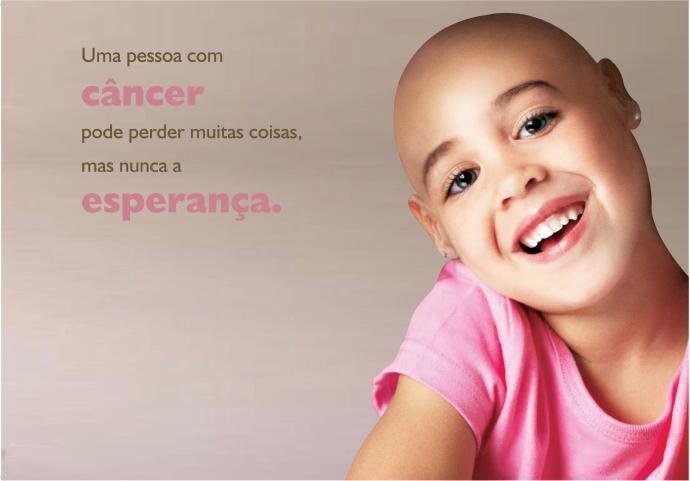 Uma pessoa com
câncer
pode perder muitas coisas,
mas nunca a
esperança.